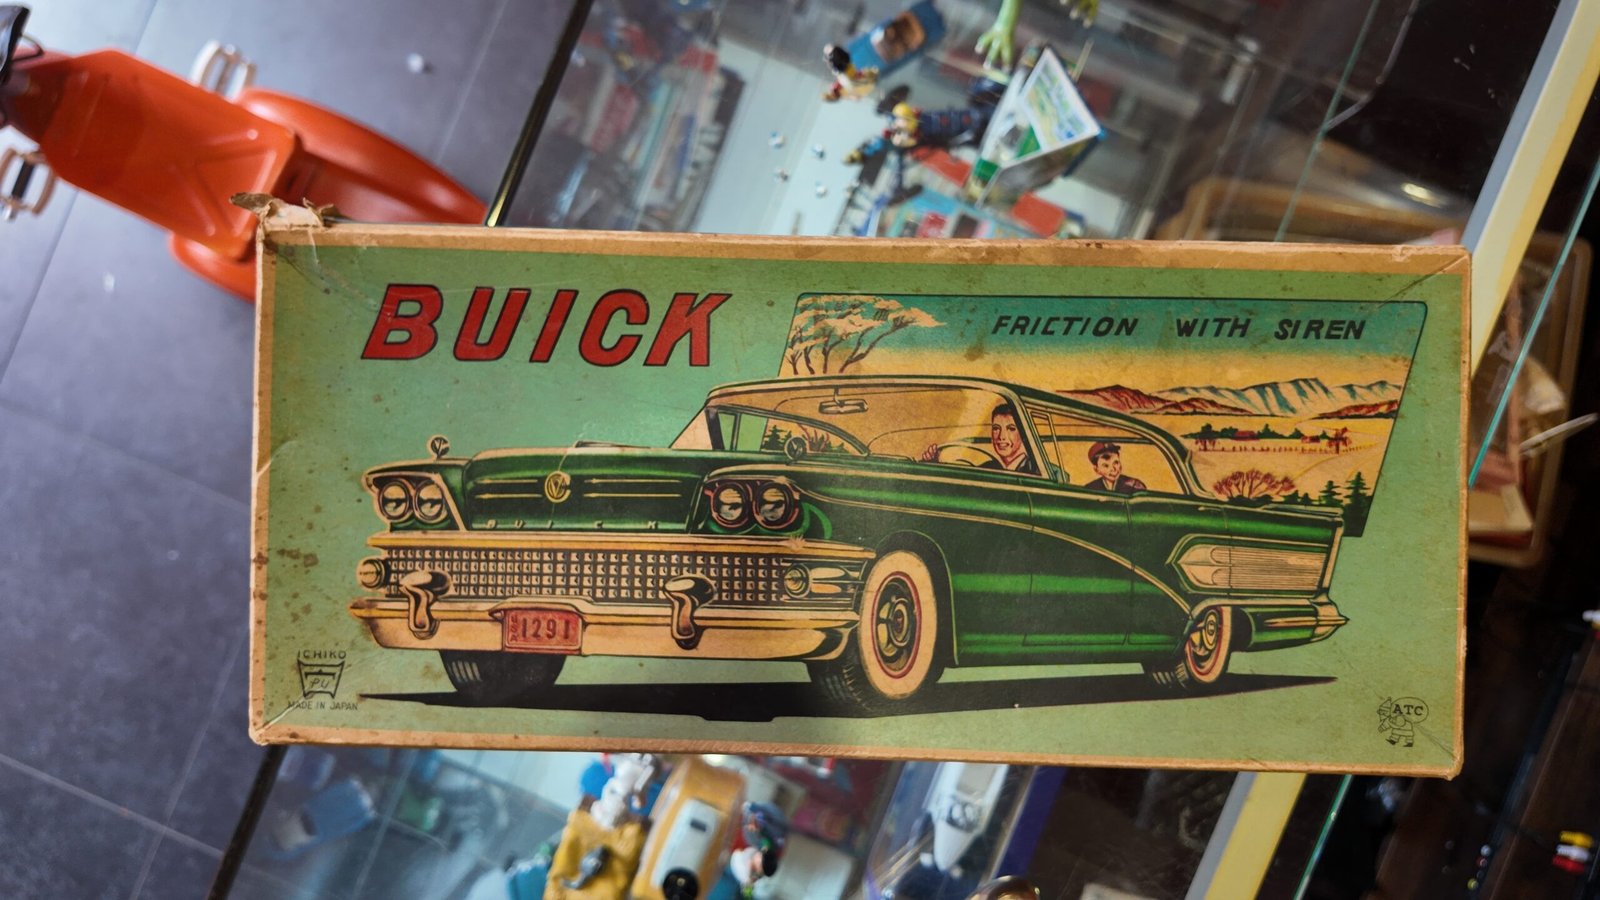 BUICK
FRICTION WITH SIREN
BUICK
1291
ICHIKO
MADE IN JAPAN
ATC